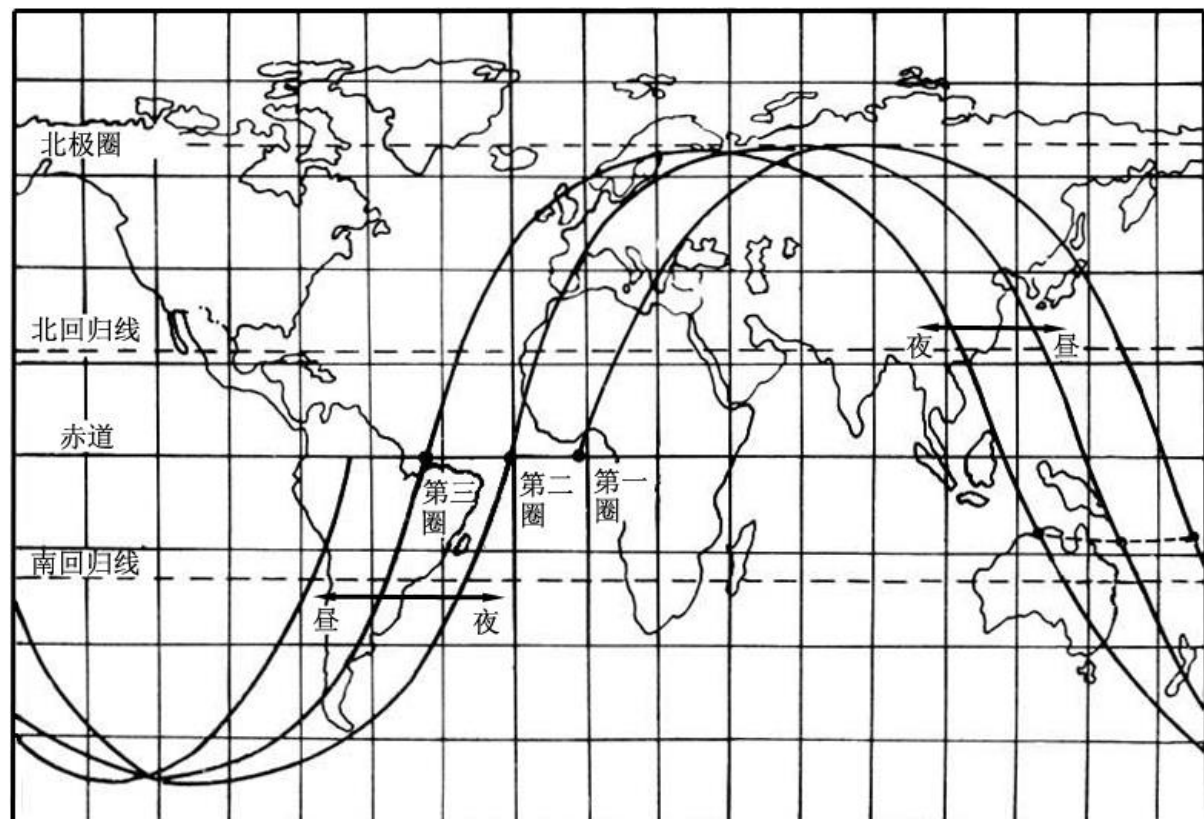 北极圈
北回归线
夜
昼
赤道
第三
圈
第二
圈
第一
圈
南回归线
昼
夜